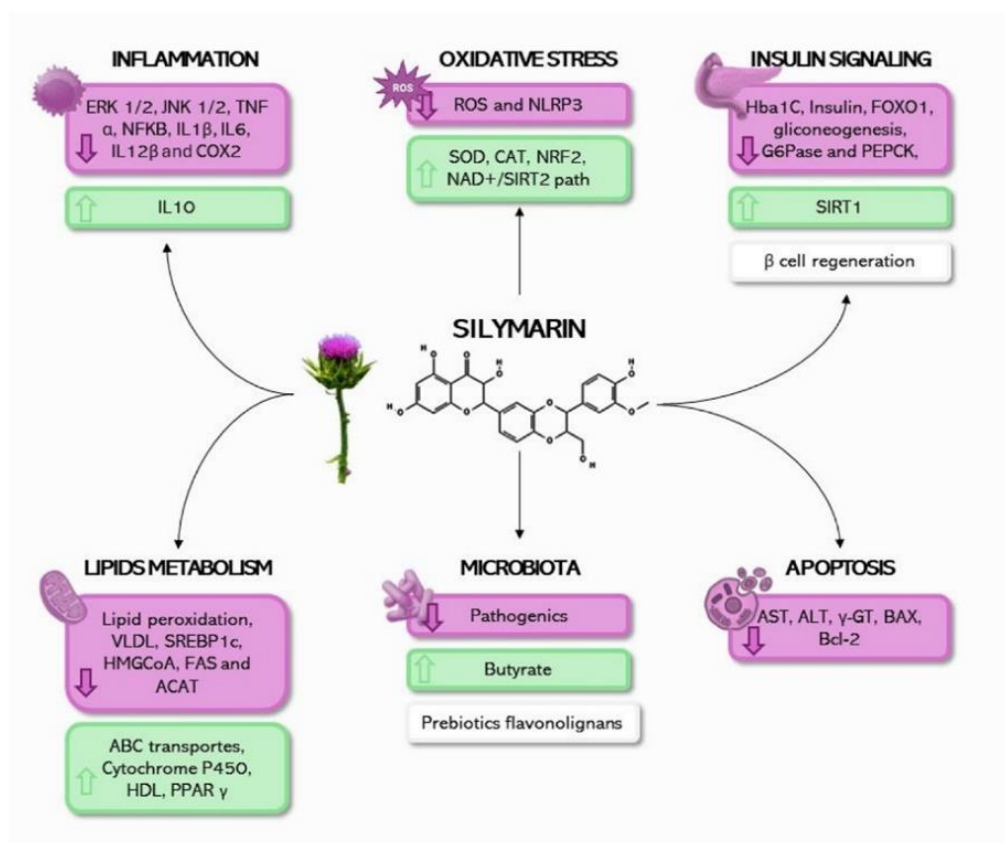 INFLAMMATION
ERK 1/2, JNK 1/2, TNF
α, NFKB, IL1β, IL6,
IL12β and COX2
IL10
OXIDATIVE STRESS
ROS
ROS and NLRP3
SOD, CAT, NRF2,
NAD+/SIRT2 path
INSULIN SIGNALING
Hba1C, Insulin, FOXO1,
gliconeogenesis,
G6Pase and PEPCK,
SIRT1
β cell regeneration
SILYMARIN
H
O
O
H
O
H
O
H
O
O
O
O
O
H
O
LIPIDS METABOLISM
Lipid peroxidation,
VLDL, SREBP1c,
HMGCoA, FAS and
ACAT
ABC transportes,
Cytochrome P450,
HDL, PPAR γ
MICROBIOTA
Pathogenics
Butyrate
Prebiotics flavonolignans
APOPTOSIS
AST, ALT, γ-GT, BAX,
Bcl-2